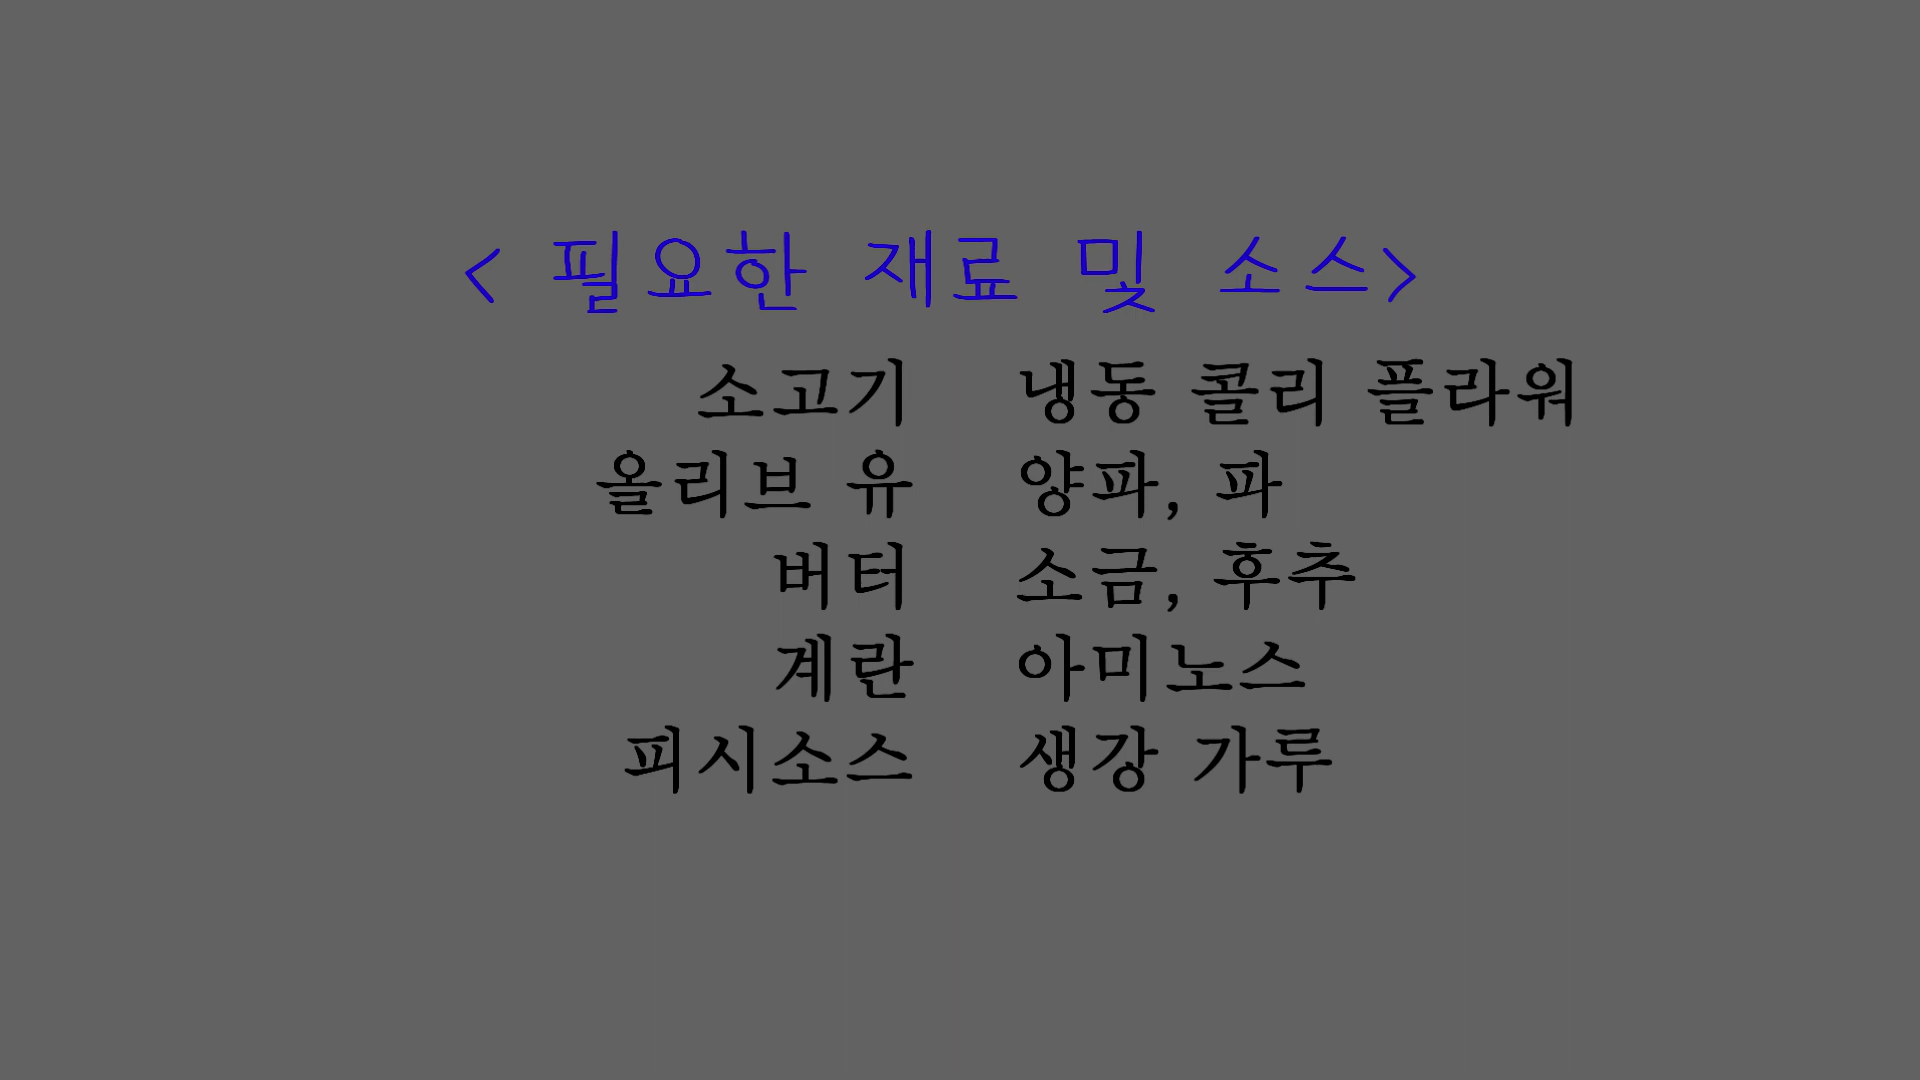 < 필요한 재료 및 소스>
소고기 냉동 콜리 플라워
올리브 유 양파, 파
버터 소금, 후추
계란 아미노스
피시소스 생강 가루